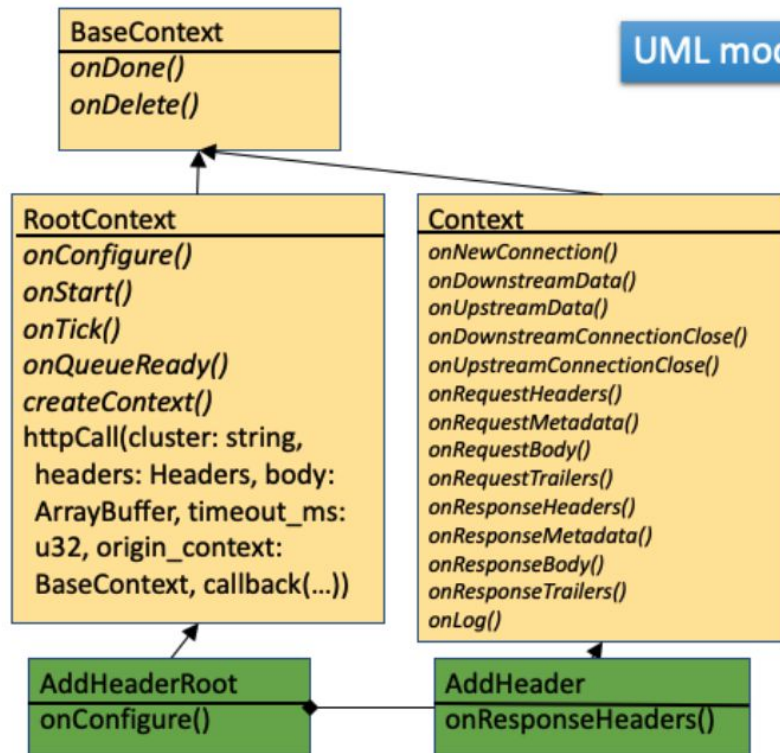 BaseContext
onDone()
onDelete()
UML mod
RootContext
onConfigure()
onStart()
onTick()
onQueueReady()
createContext()
httpCall(cluster: string,
headers: Headers, body:
ArrayBuffer, timeout_ms:
u32, origin_context:
BaseContext, callback(...))
Context
onNewConnection()
onDownstreamData()
onUpstreamData()
onDownstreamConnectionClose()
onUpstreamConnectionClose()
onRequestHeaders()
onRequestMetadata()
onRequestBody()
onRequestTrailers()
onResponseHeaders()
onResponseMetadata()
onResponseBody()
onResponseTrailers()
onLog()
AddHeaderRoot
onConfigure()
AddHeader
onResponseHeaders()